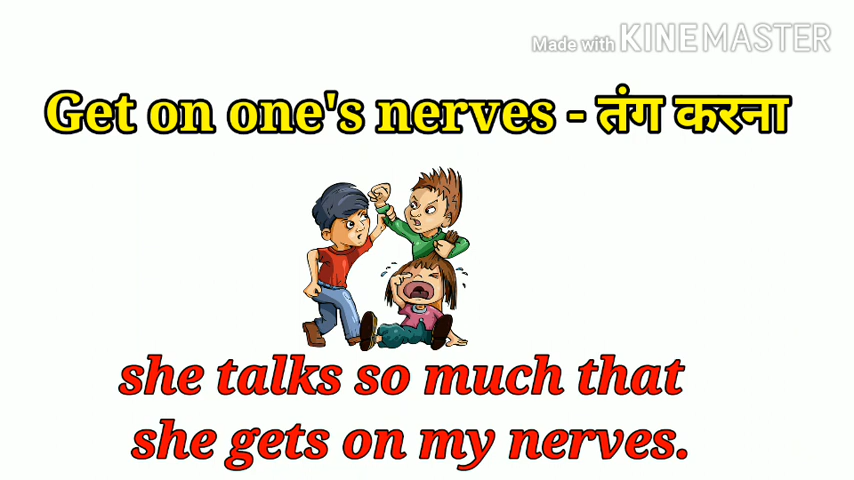 Made with KINEMASTER
Get on one's nerves - तंग करना
she talks so much that
she gets on my nerves.